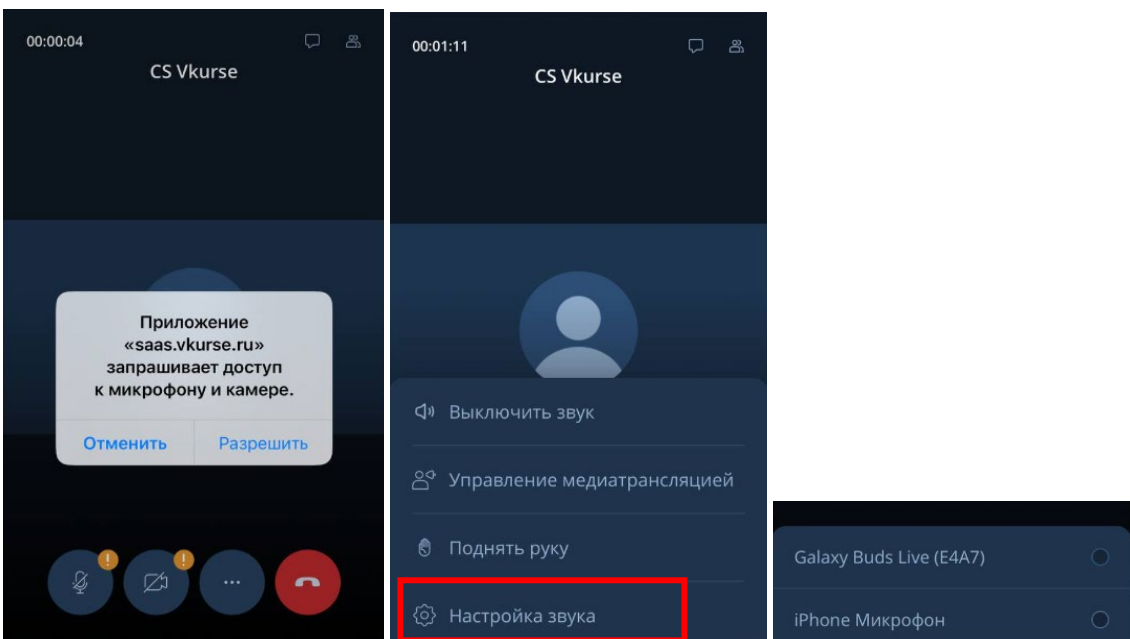 00:00:04
CS Vkurse
Приложение
«saas.vkurse.ru»
запрашивает доступ
к микрофону и камере.
Отменить
Разрешить
00:01:11
CS Vkurse
Выключить звук
Управление медиатрансляцией
Поднять руку
Настройка звука
Galaxy Buds Live (E4A7)
iPhone Микрофон